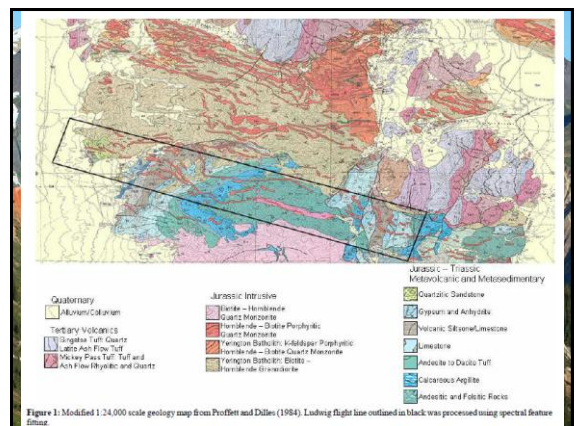 Quaternary
Alluvium/Colluvium
Tertiary Volcanics
Singatse Tuff: Quartz
Latite Ash Flow Tuff
Mickey Pass Tuff: Tuff and
Ash Flow Rhyolitic and Quartz
Jurassic Intrusive
Biotite - Hornblende
Quartz Monzonite
Hornblende - Biotite Porphyritic
Quartz Monzonite
Yerington Batholith: K-feldspar Porphyritic
Hornblende - Biotite Quartz Monzonite
Yerington Batholith: Biotite -
Hornblende Granodiorite
Jurassic - Triassic
Metavolcanic and Metasedimentary
Quartzitic Sandstone
Gypsum and Anhydrite
Volcanic Siltsone/Limestone
Limestone
Andesite to Dacite Tuff
Calcareous Argillite
Andesitic and Felsitic Rocks
Figure 1: Modified 1:24,000 scale geology map from Proffett and Dilles (1984). Ludwig flight line outlined in black was processed using spectral feature
fitting.